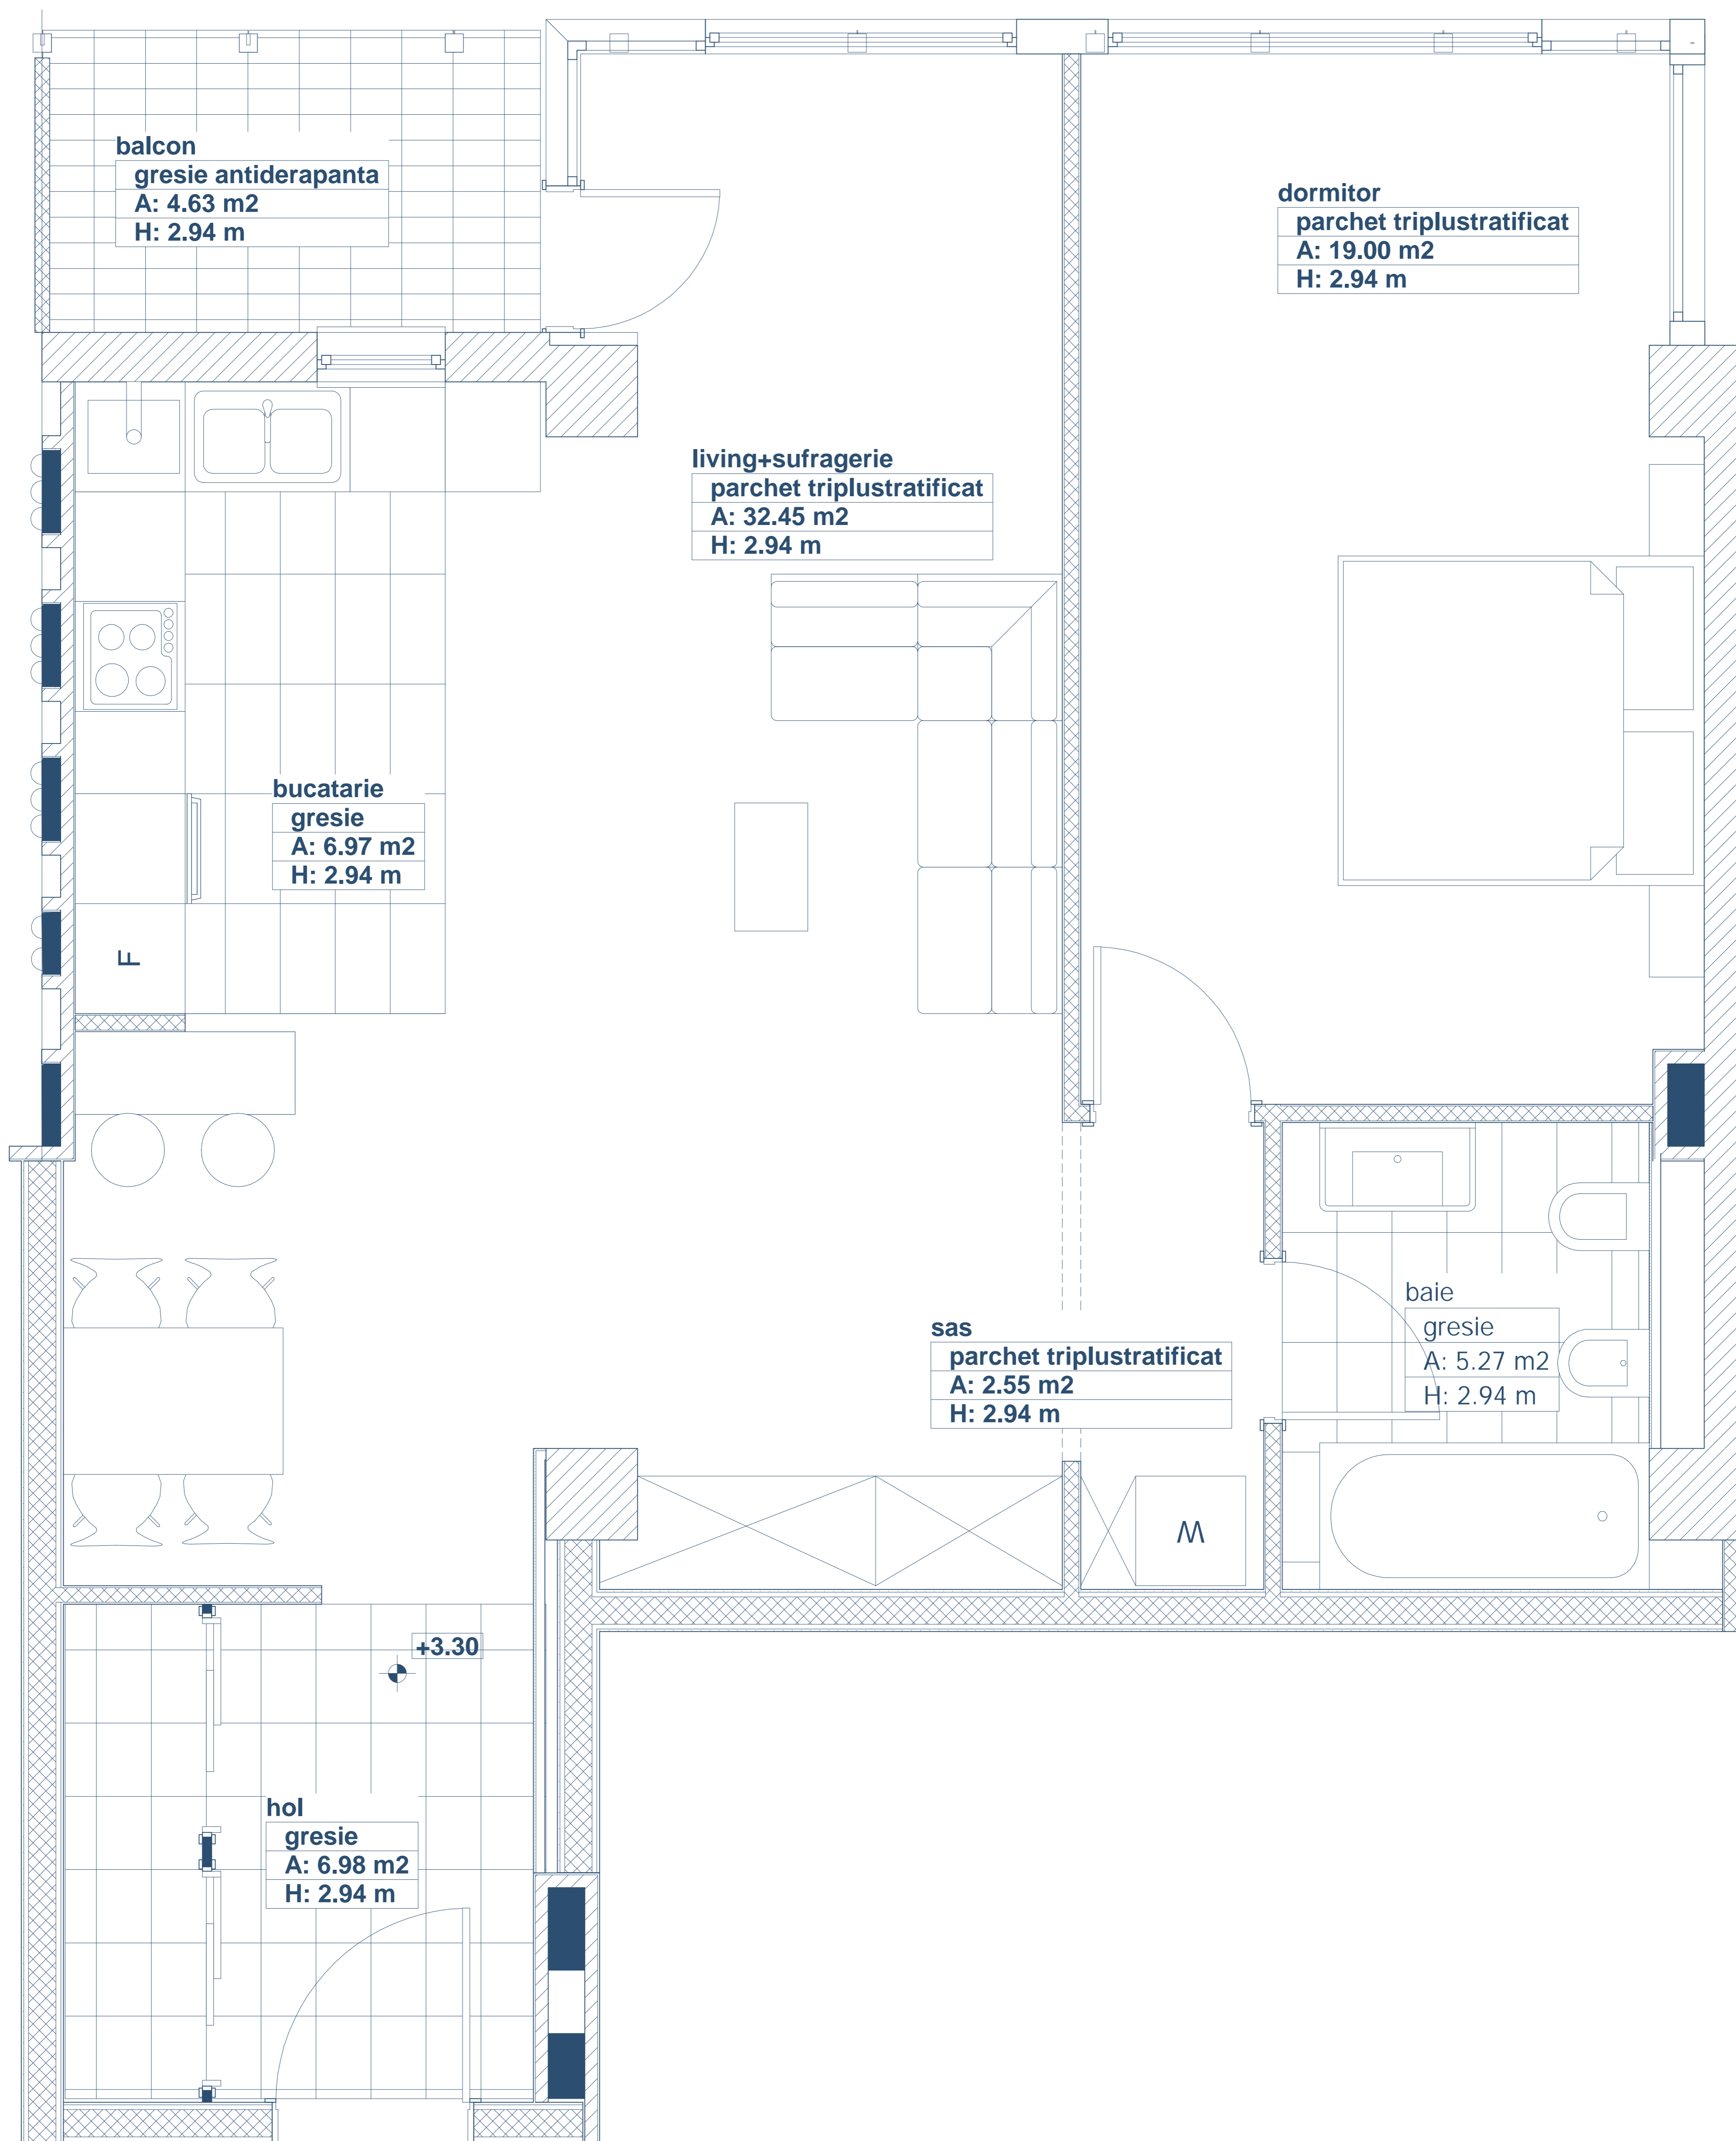 balcon
gresie antiderapanta
A: 4.63 m2
H: 2.94 m
dormitor
parchet triplustratificat
A: 19.00 m2
H: 2.94 m
living+sufragerie
parchet triplustratificat
A: 32.45 m2
H: 2.94 m
bucatarie
gresie
A: 6.97 m2
H: 2.94 m
F
baie
gresie
A: 5.27 m2
H: 2.94 m
sas
parchet triplustratificat
A: 2.55 m2
H: 2.94 m
W
+3.30
hol
gresie
A: 6.98 m2
H: 2.94 m